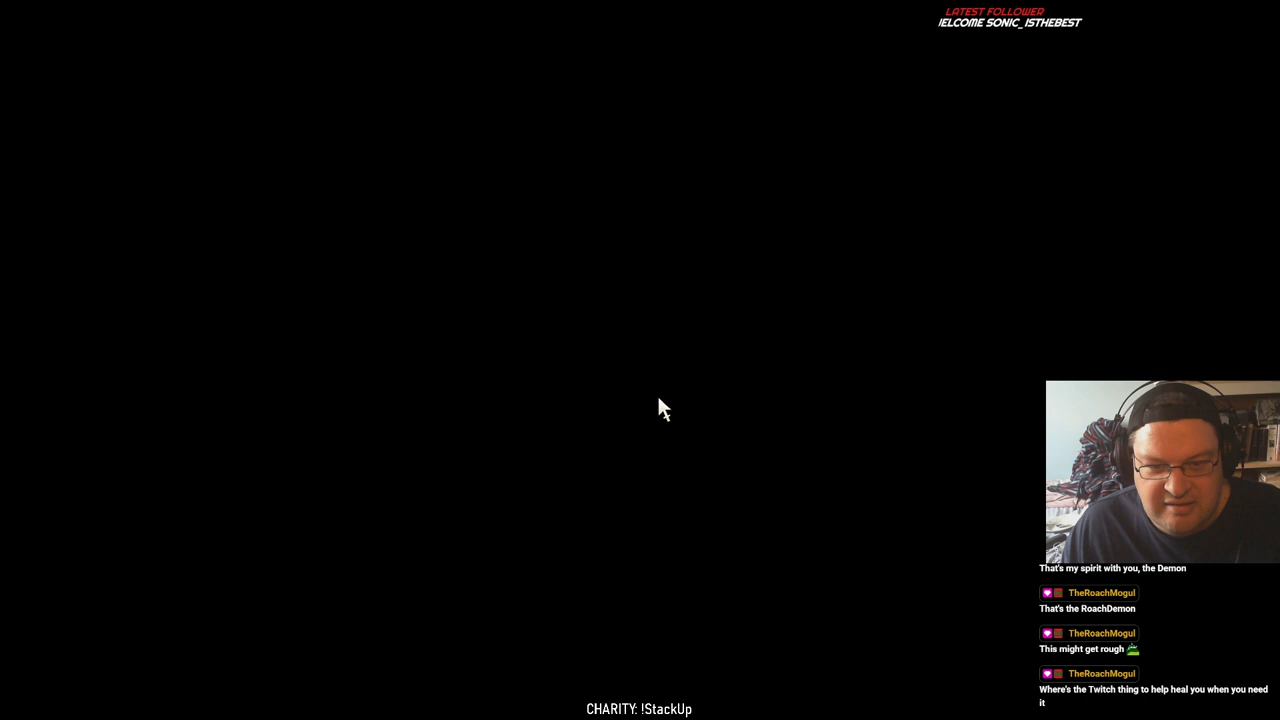 LATEST FOLLOWER
ELCOME SONIC_ISTHEBEST
That's my spirit with you, the Demon
TheRoachMogul
That's the RoachDemon
TheRoachMogul
This might get rough
TheRoachMogul
Where's the Twitch thing to help heal you when you need
it
CHARITY: !StackUp